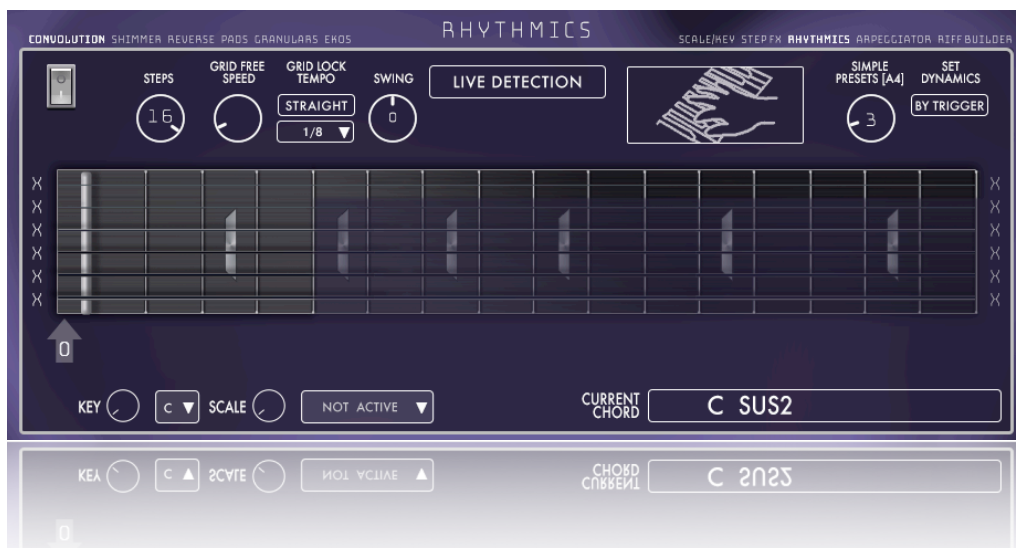 RHYTHMICS
CONVOLUTION SHIMMER REVERSE PADS GRANULARS EKOS
SCALE/KEY STEP FX RHYTHMICS ARPEGGIATOR RIFF BUILDER
STEPS
GRID FREE SPEED
GRID LOCK TEMPO
SWING
LIVE DETECTION
SIMPLE PRESETS [A4]
SET DYNAMICS
16
STRAIGHT
1/8 ▼
0
3
BY TRIGGER
X X
X X
X X
X X
X X
X X
0
KEY
C ▼
SCALE
NOT ACTIVE ▼
CURRENT CHORD
C SUS2